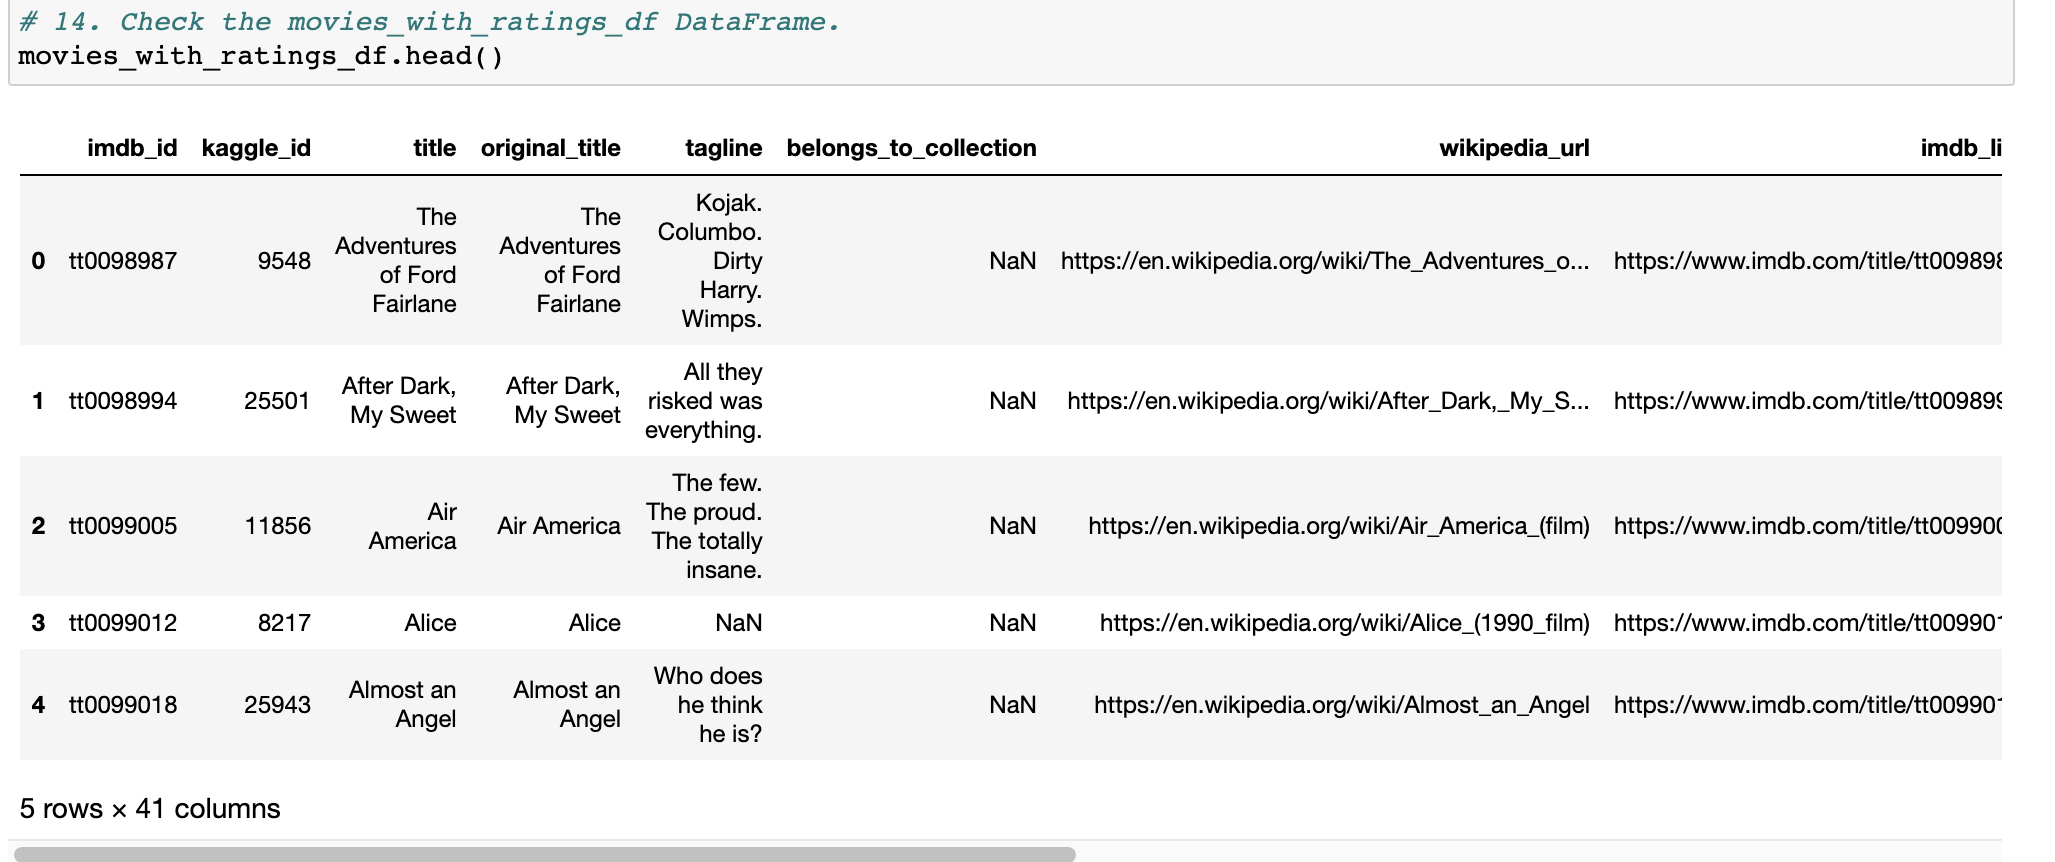 # 14. Check the movies_with_ratings_df DataFrame.
movies_with_ratings_df.head()
imdb_id kaggle_id title original_title tagline belongs_to_collection wikipedia_url imdb_li
0 tt0098987 9548 The Adventures of Ford Fairlane The Adventures of Ford Fairlane Kojak. Columbo. Dirty Harry. Wimps. NaN https://en.wikipedia.org/wiki/The_Adventures_o... https://www.imdb.com/title/tt009898
1 tt0098994 25501 After Dark, My Sweet After Dark, My Sweet All they risked was everything. NaN https://en.wikipedia.org/wiki/After_Dark,_My_S... https://www.imdb.com/title/tt009899
2 tt0099005 11856 Air America Air America The few. The proud. The totally insane. NaN https://en.wikipedia.org/wiki/Air_America_(film) https://www.imdb.com/title/tt009900
3 tt0099012 8217 Alice Alice NaN NaN https://en.wikipedia.org/wiki/Alice_(1990_film) https://www.imdb.com/title/tt009901
4 tt0099018 25943 Almost an Angel Almost an Angel Who does he think he is? NaN https://en.wikipedia.org/wiki/Almost_an_Angel https://www.imdb.com/title/tt009901
5 rows × 41 columns